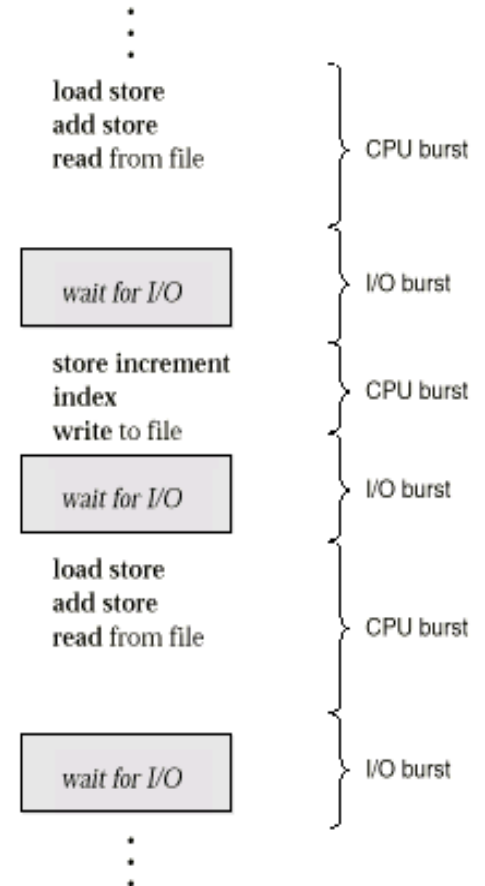 load store
add store
read from file
CPU burst
wait for I/O
I/O burst
store increment
index
write to file
CPU burst
wait for I/O
I/O burst
load store
add store
read from file
CPU burst
wait for I/O
I/O burst